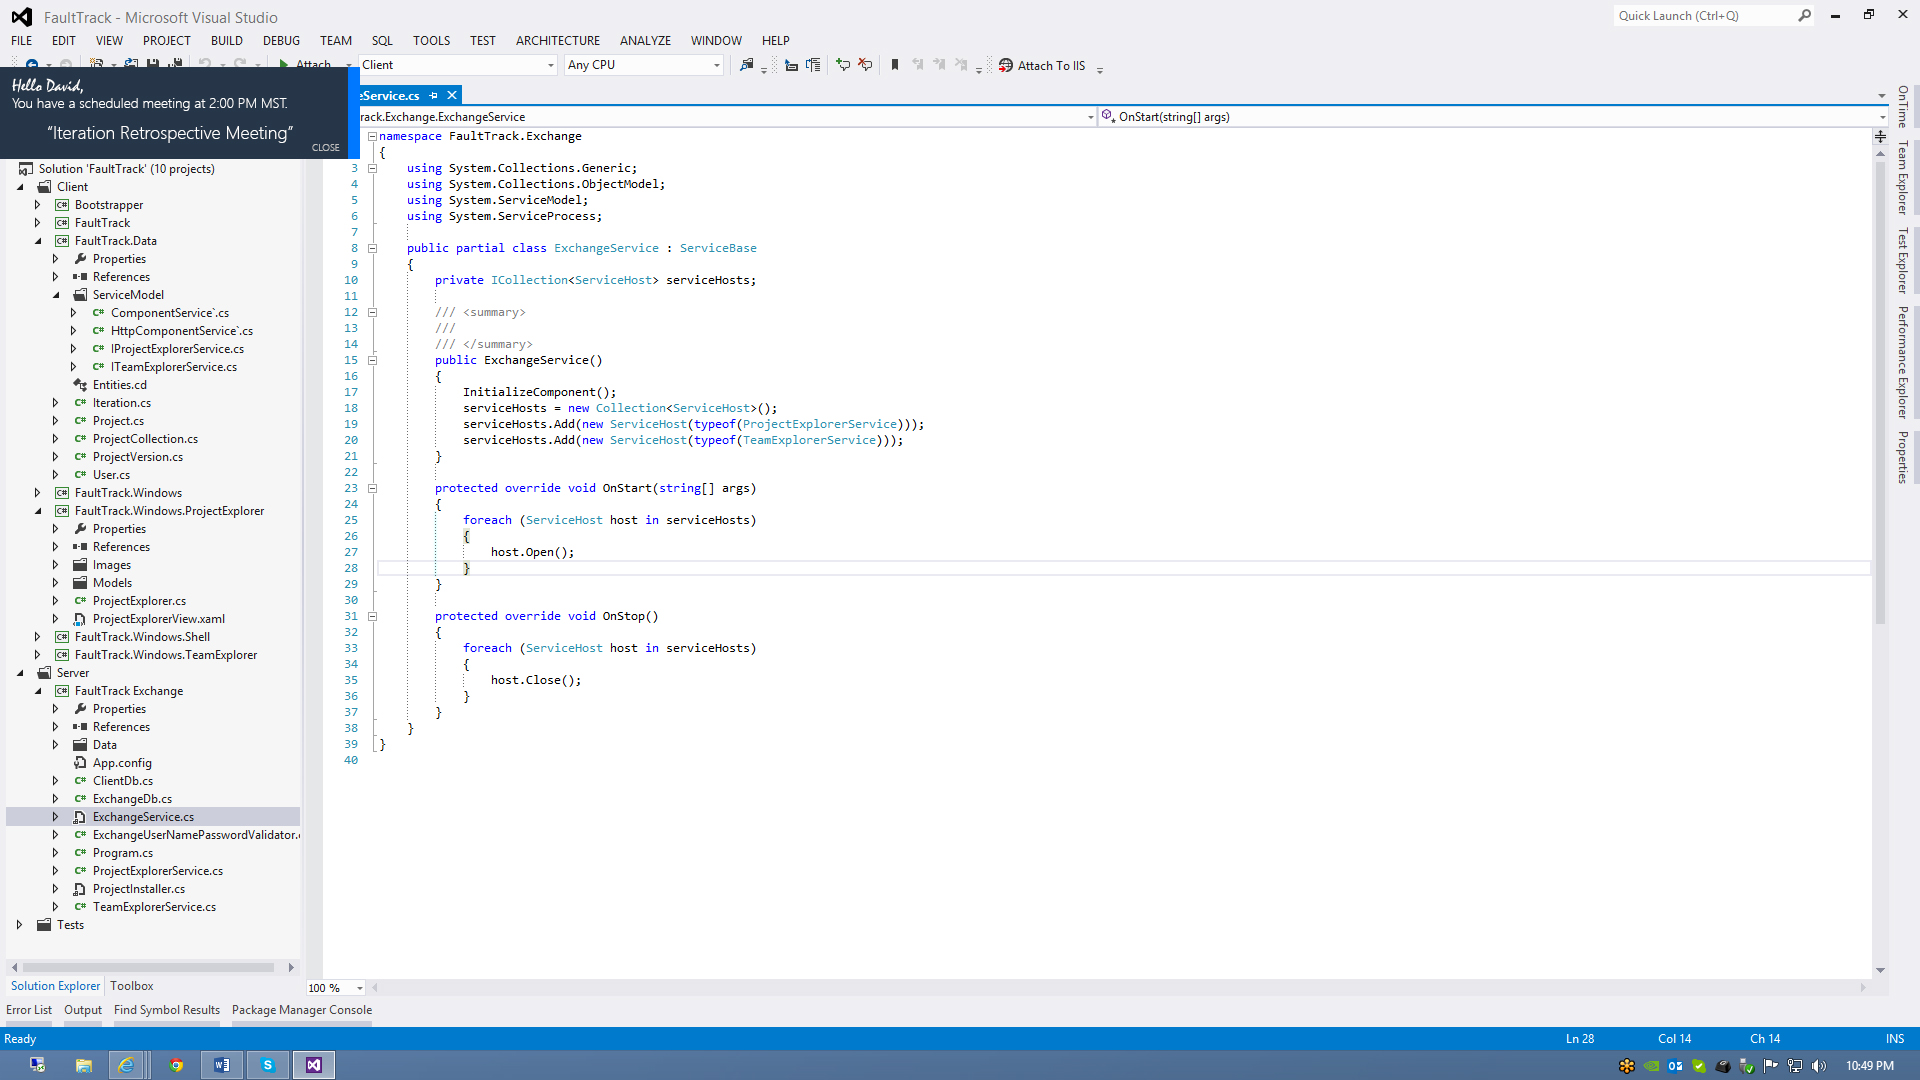 FaultTrack - Microsoft Visual Studio
Quick Launch (Ctrl+Q)
FILE EDIT VIEW PROJECT BUILD DEBUG TEAM SQL TOOLS TEST ARCHITECTURE ANALYZE WINDOW HELP
Attach Client Any CPU Attach To IIS
Hello David,
You have a scheduled meeting at 2:00 PM MST.
“Iteration Retrospective Meeting”
CLOSE
Solution 'FaultTrack' (10 projects)
Client
Bootstrapper
FaultTrack
FaultTrack.Data
Properties
References
ServiceModel
ComponentService`.cs
HttpComponentService`.cs
IProjectExplorerService.cs
ITeamExplorerService.cs
Entities.cd
Iteration.cs
Project.cs
ProjectCollection.cs
ProjectVersion.cs
User.cs
FaultTrack.Windows
FaultTrack.Windows.ProjectExplorer
Properties
References
Images
Models
ProjectExplorer.cs
ProjectExplorerView.xaml
FaultTrack.Windows.Shell
FaultTrack.Windows.TeamExplorer
Server
FaultTrack Exchange
Properties
References
Data
App.config
ClientDb.cs
ExchangeDb.cs
ExchangeService.cs
ExchangeUserNamePasswordValidator.
Program.cs
ProjectExplorerService.cs
ProjectInstaller.cs
TeamExplorerService.cs
Tests
Solution Explorer Toolbox
eService.cs
rack.Exchange.ExchangeService
OnStart(string[] args)
namespace FaultTrack.Exchange
{
3 using System.Collections.Generic;
4 using System.Collections.ObjectModel;
5 using System.ServiceModel;
6 using System.ServiceProcess;
7
8 public partial class ExchangeService : ServiceBase
9 {
10 private ICollection<ServiceHost> serviceHosts;
11
12 /// <summary>
13 ///
14 /// </summary>
15 public ExchangeService()
16 {
17 InitializeComponent();
18 serviceHosts = new Collection<ServiceHost>();
19 serviceHosts.Add(new ServiceHost(typeof(ProjectExplorerService)));
20 serviceHosts.Add(new ServiceHost(typeof(TeamExplorerService)));
21 }
22
23 protected override void OnStart(string[] args)
24 {
25 foreach (ServiceHost host in serviceHosts)
26 {
27 host.Open();
28 }
29 }
30
31 protected override void OnStop()
32 {
33 foreach (ServiceHost host in serviceHosts)
34 {
35 host.Close();
36 }
37 }
38 }
39 }
40
100 %
OnTime
Team Explorer
Test Explorer
Performance Explorer
Properties
Error List Output Find Symbol Results Package Manager Console
Ready Ln 28 Col 14 Ch 14 INS
10:49 PM